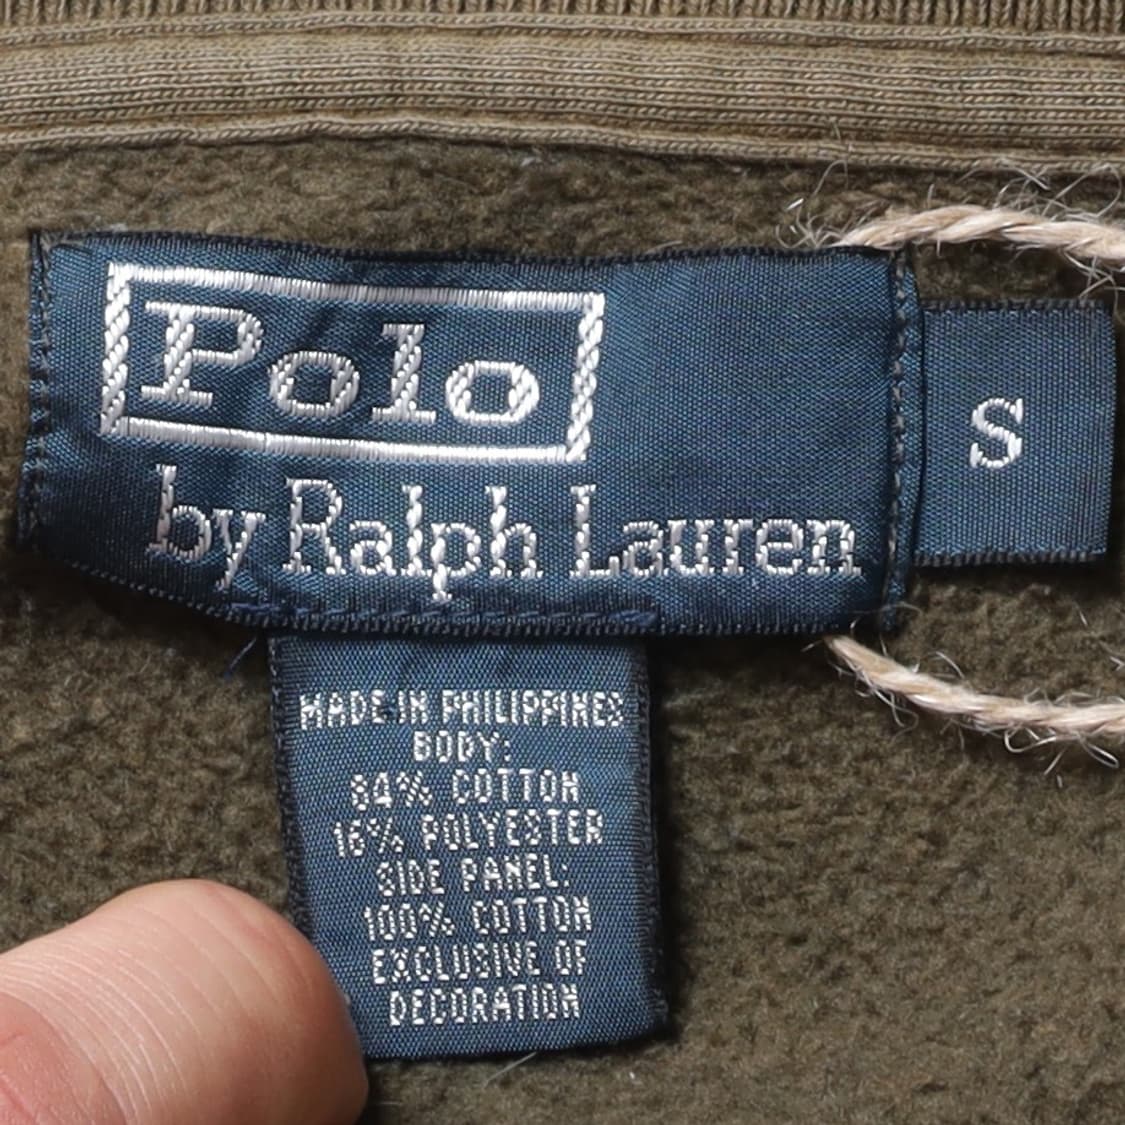 Polo
by Ralph Lauren
S
MADE IN PHILIPPINES
BODY:
84% COTTON
16% POLYESTER
SIDE PANEL:
100% COTTON
EXCLUSIVE OF
DECORATION